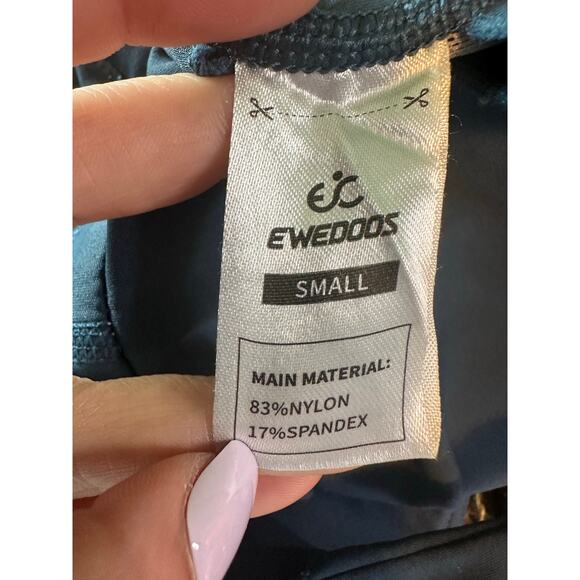 EWEDOOS
SMALL
MAIN MATERIAL:
83%NYLON
17%SPANDEX